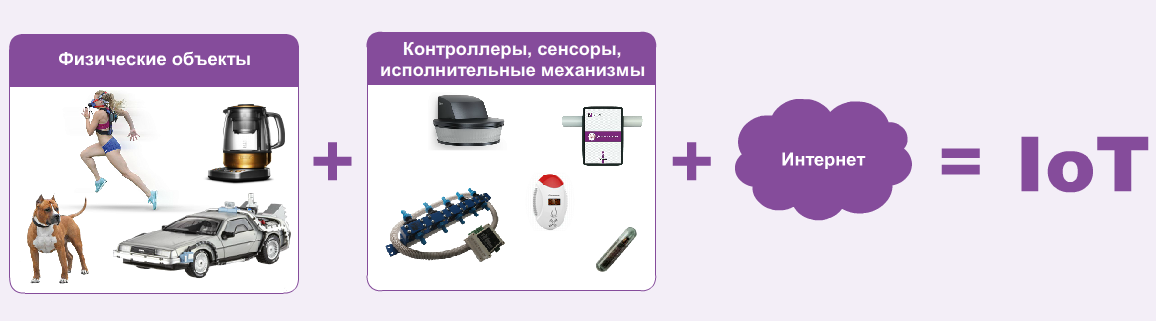 Физические объекты
+
Контроллеры, сенсоры,
исполнительные механизмы
+
Интернет
=
IoT